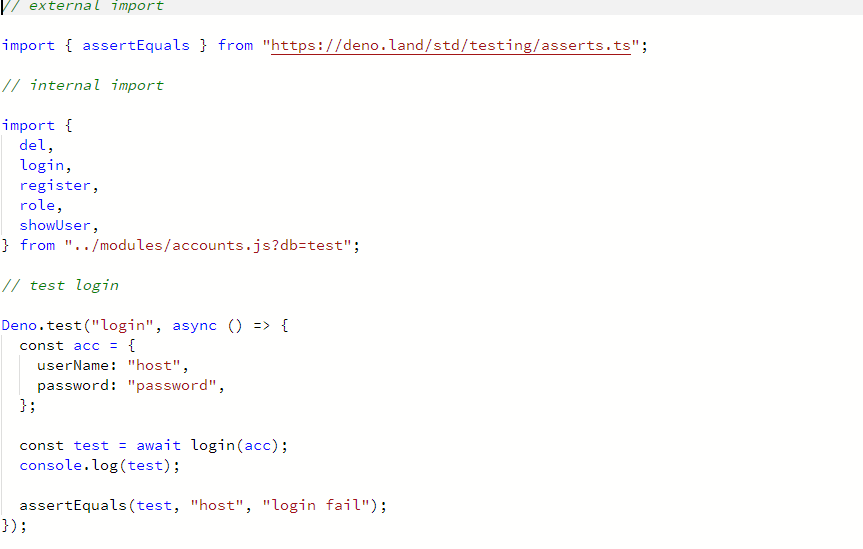 // external import
import { assertEquals } from "https://deno.land/std/testing/asserts.ts";
// internal import
import {
  del,
  login,
  register,
  role,
  showUser,
} from "../modules/accounts.js?db=test";
// test login
Deno.test("login", async () => {
  const acc = {
    userName: "host",
    password: "password",
  };
  const test = await login(acc);
  console.log(test);
  assertEquals(test, "host", "login fail");
});